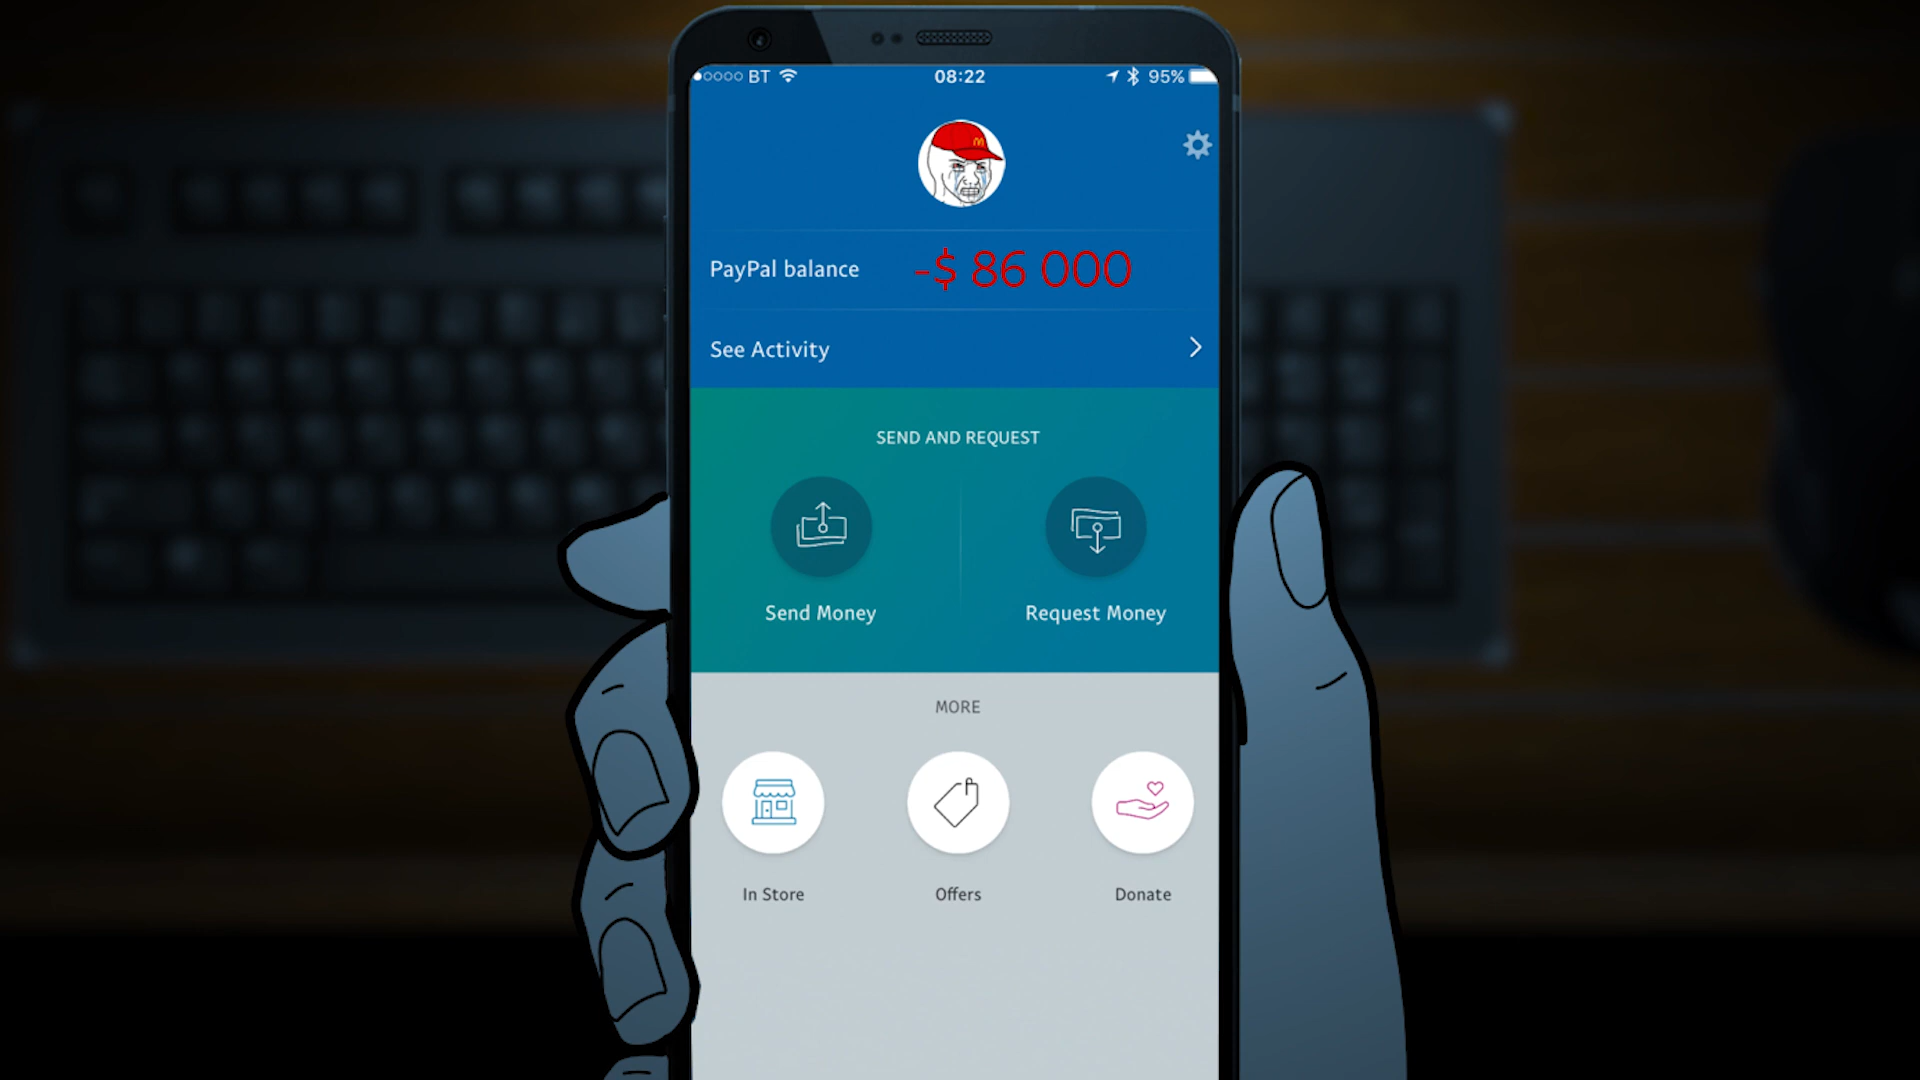 BT 08:22 95%
PayPal balance -$ 86 000
See Activity
SEND AND REQUEST
Send Money Request Money
MORE
In Store Offers Donate